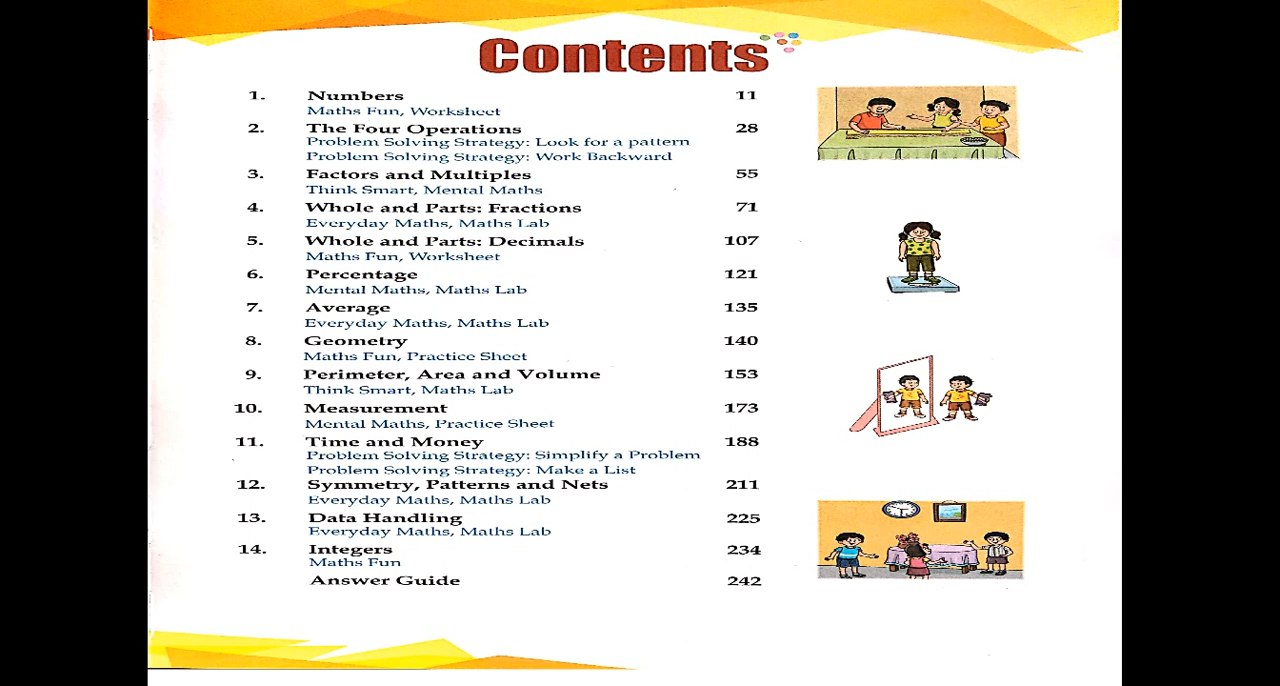 Contents
1. Numbers 11
Maths Fun, Worksheet
2. The Four Operations 28
Problem Solving Strategy: Look for a pattern
Problem Solving Strategy: Work Backward
3. Factors and Multiples 55
Think Smart, Mental Maths
4. Whole and Parts: Fractions 71
Everyday Maths, Maths Lab
5. Whole and Parts: Decimals 107
Maths Fun, Worksheet
6. Percentage 121
Mental Maths, Maths Lab
7. Average 135
Everyday Maths, Maths Lab
8. Geometry 140
Maths Fun, Practice Sheet
9. Perimeter, Area and Volume 153
Think Smart, Maths Lab
10. Measurement 173
Mental Maths, Practice Sheet
11. Time and Money 188
Problem Solving Strategy: Simplify a Problem
Problem Solving Strategy: Make a List
12. Symmetry, Patterns and Nets 211
Everyday Maths, Maths Lab
13. Data Handling 225
Everyday Maths, Maths Lab
14. Integers 234
Maths Fun
Answer Guide 242